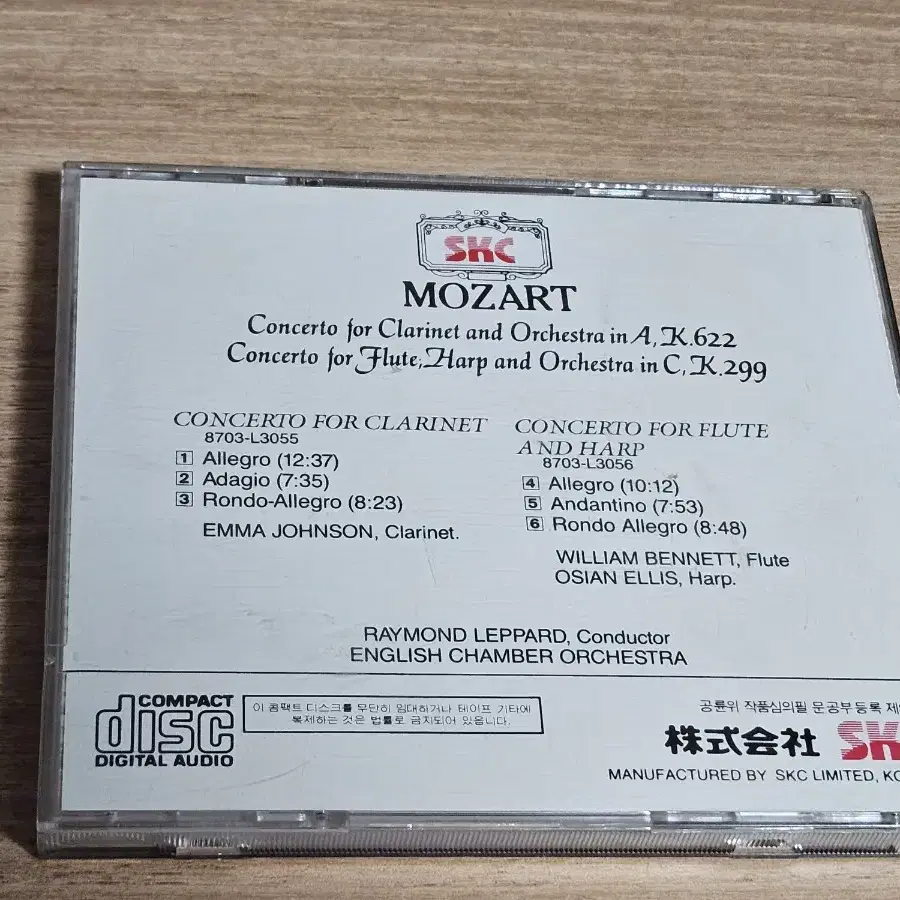 SKC
MOZART
Concerto for Clarinet and Orchestra in A, K.622
Concerto for Flute, Harp and Orchestra in C, K.299
CONCERTO FOR CLARINET
8703-L3055
1 Allegro (12:37)
2 Adagio (7:35)
3 Rondo-Allegro (8:23)
EMMA JOHNSON, Clarinet.
CONCERTO FOR FLUTE
AND HARP
8703-L3056
4 Allegro (10:12)
5 Andantino (7:53)
6 Rondo Allegro (8:48)
WILLIAM BENNETT, Flute
OSIAN ELLIS, Harp.
RAYMOND LEPPARD, Conductor
ENGLISH CHAMBER ORCHESTRA
COMPACT
disc
DIGITAL AUDIO
이 콤팩트 디스크를 무단히 임대하거나 테이프 기타에
복제하는 것은 법률로 금지되어 있읍니다.
공륜위 작품심의필 문공부등록
株式会社 SK
MANUFACTURED BY SKC LIMITED,